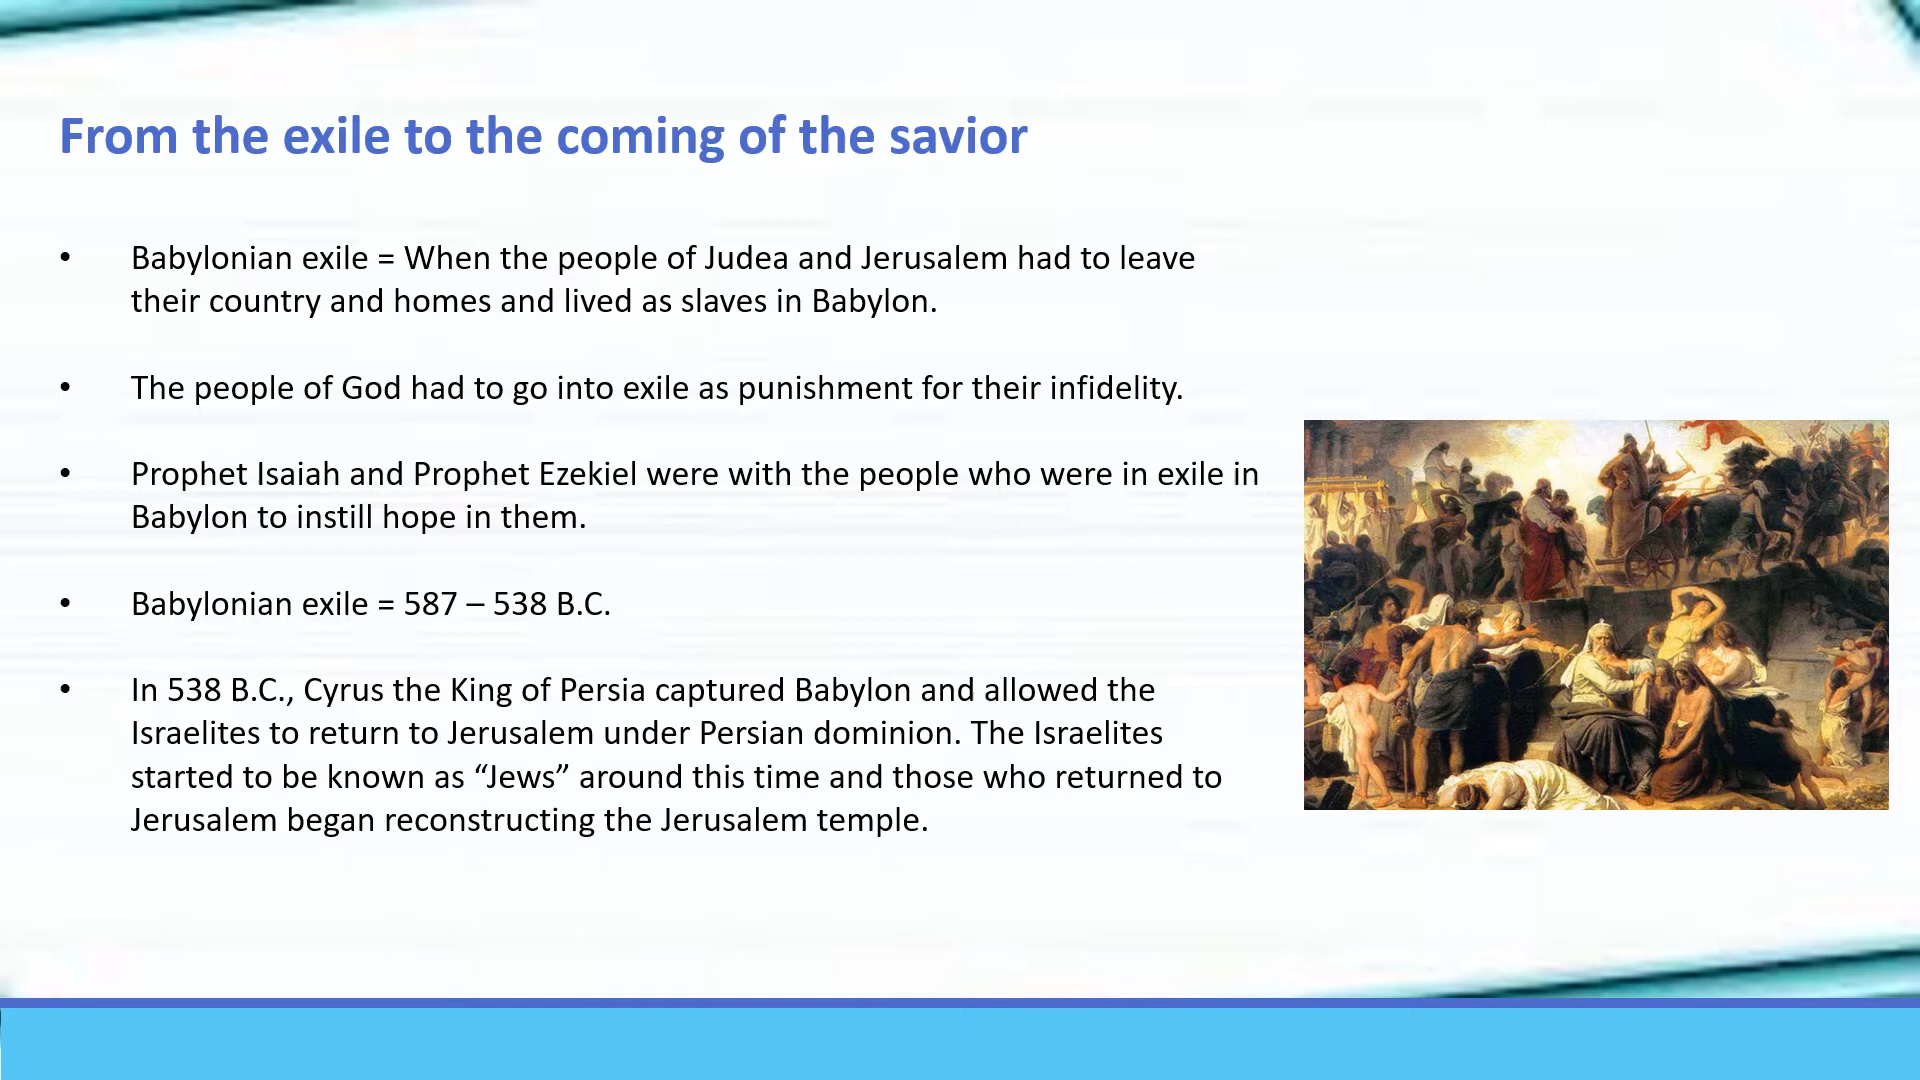 From the exile to the coming of the savior
• Babylonian exile = When the people of Judea and Jerusalem had to leave
their country and homes and lived as slaves in Babylon.
• The people of God had to go into exile as punishment for their infidelity.
• Prophet Isaiah and Prophet Ezekiel were with the people who were in exile in
Babylon to instill hope in them.
• Babylonian exile = 587 – 538 B.C.
• In 538 B.C., Cyrus the King of Persia captured Babylon and allowed the
Israelites to return to Jerusalem under Persian dominion. The Israelites
started to be known as “Jews” around this time and those who returned to
Jerusalem began reconstructing the Jerusalem temple.